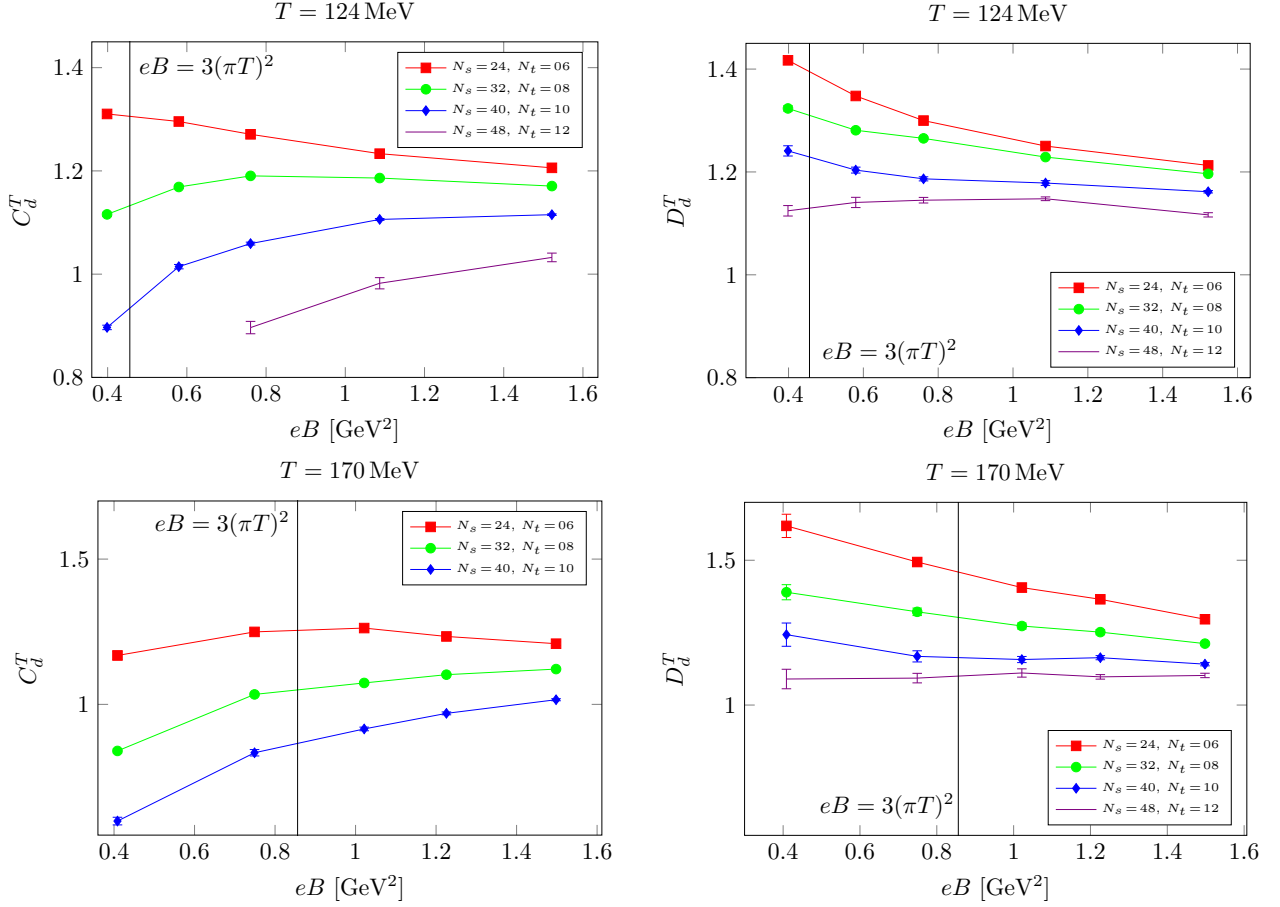 T = 124 MeV
1.4
1.2
1
0.8
C_d^T
eB = 3(πT)²
N_s = 24, N_t = 06
N_s = 32, N_t = 08
N_s = 40, N_t = 10
N_s = 48, N_t = 12
0.4 0.6 0.8 1 1.2 1.4 1.6
eB [GeV²]
T = 124 MeV
1.4
1.2
1
0.8
D_d^T
N_s = 24, N_t = 06
N_s = 32, N_t = 08
N_s = 40, N_t = 10
N_s = 48, N_t = 12
eB = 3(πT)²
0.4 0.6 0.8 1 1.2 1.4 1.6
eB [GeV²]
T = 170 MeV
1.5
1
C_d^T
eB = 3(πT)²
N_s = 24, N_t = 06
N_s = 32, N_t = 08
N_s = 40, N_t = 10
0.4 0.6 0.8 1 1.2 1.4 1.6
eB [GeV²]
T = 170 MeV
1.5
1
D_d^T
N_s = 24, N_t = 06
N_s = 32, N_t = 08
N_s = 40, N_t = 10
N_s = 48, N_t = 12
eB = 3(πT)²
0.4 0.6 0.8 1 1.2 1.4 1.6
eB [GeV²]